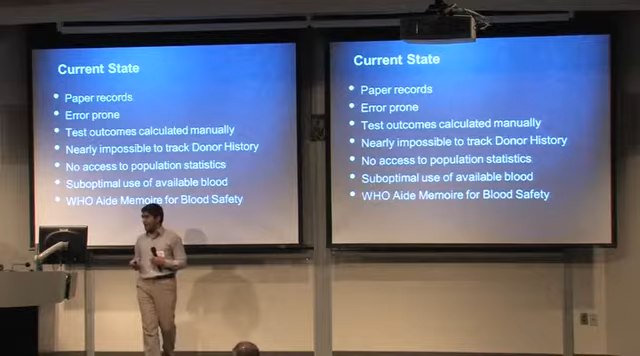 Current State
• Paper records
• Error prone
• Test outcomes calculated manually
• Nearly impossible to track Donor History
• No access to population statistics
• Suboptimal use of available blood
• WHO Aide Memoire for Blood Safety
Current State
• Paper records
• Error prone
• Test outcomes calculated manually
• Nearly impossible to track Donor History
• No access to population statistics
• Suboptimal use of available blood
• WHO Aide Memoire for Blood Safety